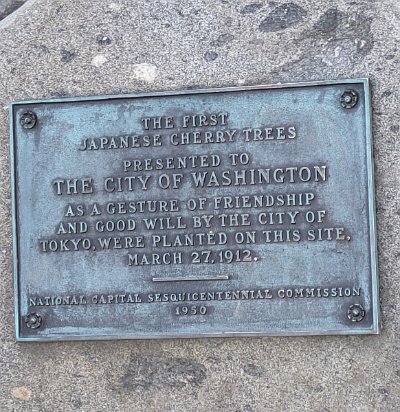 THE FIRST
JAPANESE CHERRY TREES
PRESENTED TO
THE CITY OF WASHINGTON
AS A GESTURE OF FRIENDSHIP
AND GOOD WILL BY THE CITY OF
TOKYO, WERE PLANTED ON THIS SITE,
MARCH 27, 1912.
NATIONAL CAPITAL SESQUICENTENNIAL COMMISSION
1950